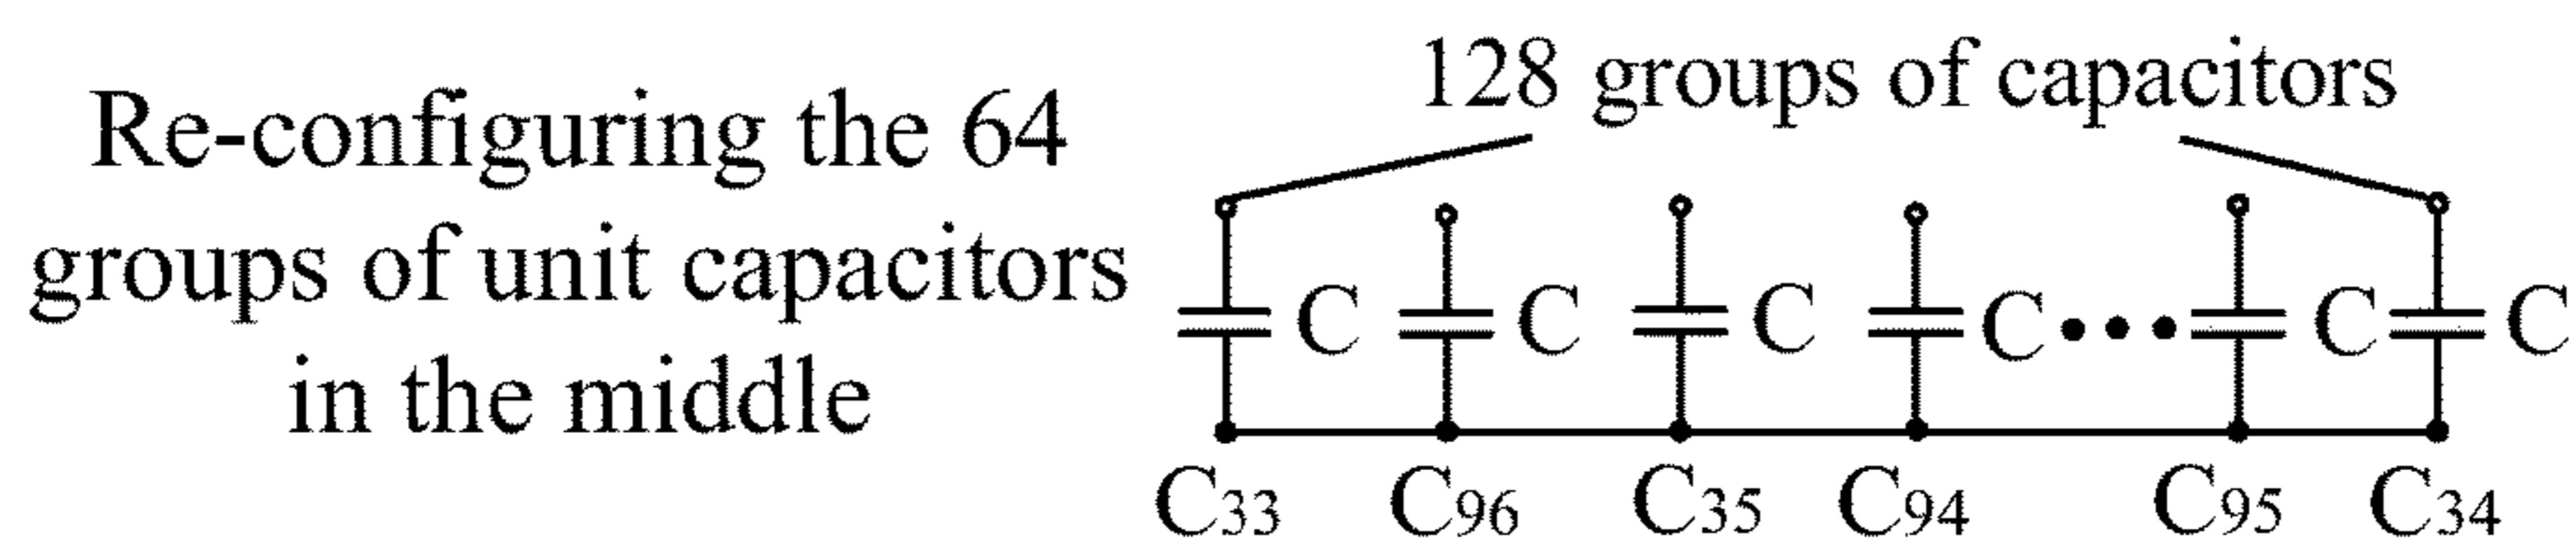 Re-configuring the 64
groups of unit capacitors
in the middle
128 groups of capacitors
C C C C C C
C33 C96 C35 C94 C95 C34